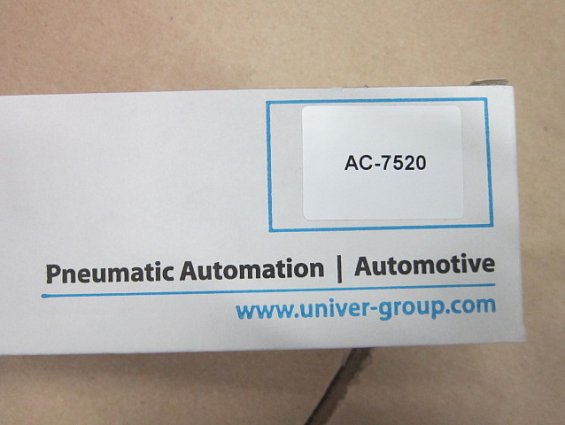 AC-7520
Pneumatic Automation | Automotive
www.univer-group.com